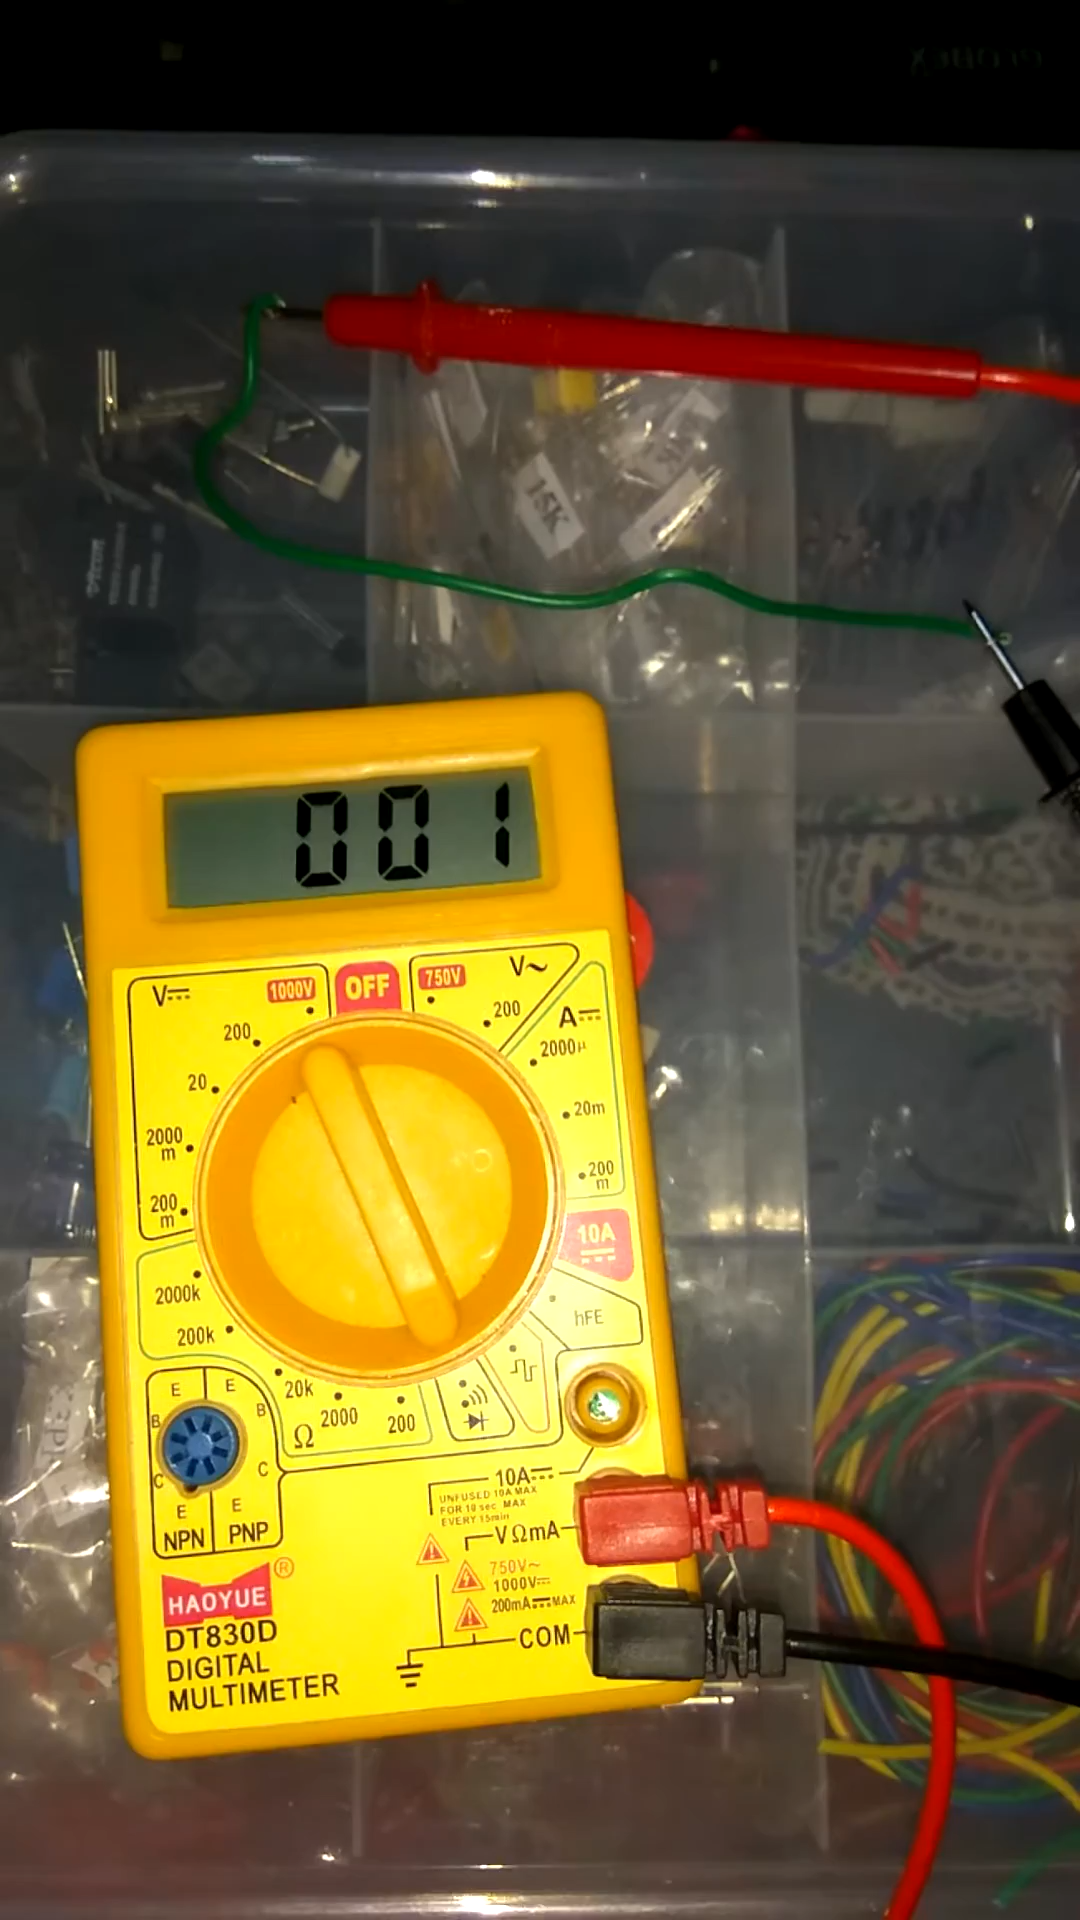 15K
001
V⎓
1000V
OFF
750V
V~
200
200
A⎓
2000µ
20
20m
2000
m
200
m
200
m
10A
2000k
hFE
200k
20k
2000
200
Ω
E E
B B
C C
E E
NPN PNP
10A⎓
UNFUSED 10A MAX
FOR 10 sec MAX
EVERY 15min
VΩmA
750V~
1000V⎓
200mA⎓MAX
COM
HAOYUE®
DT830D
DIGITAL
MULTIMETER